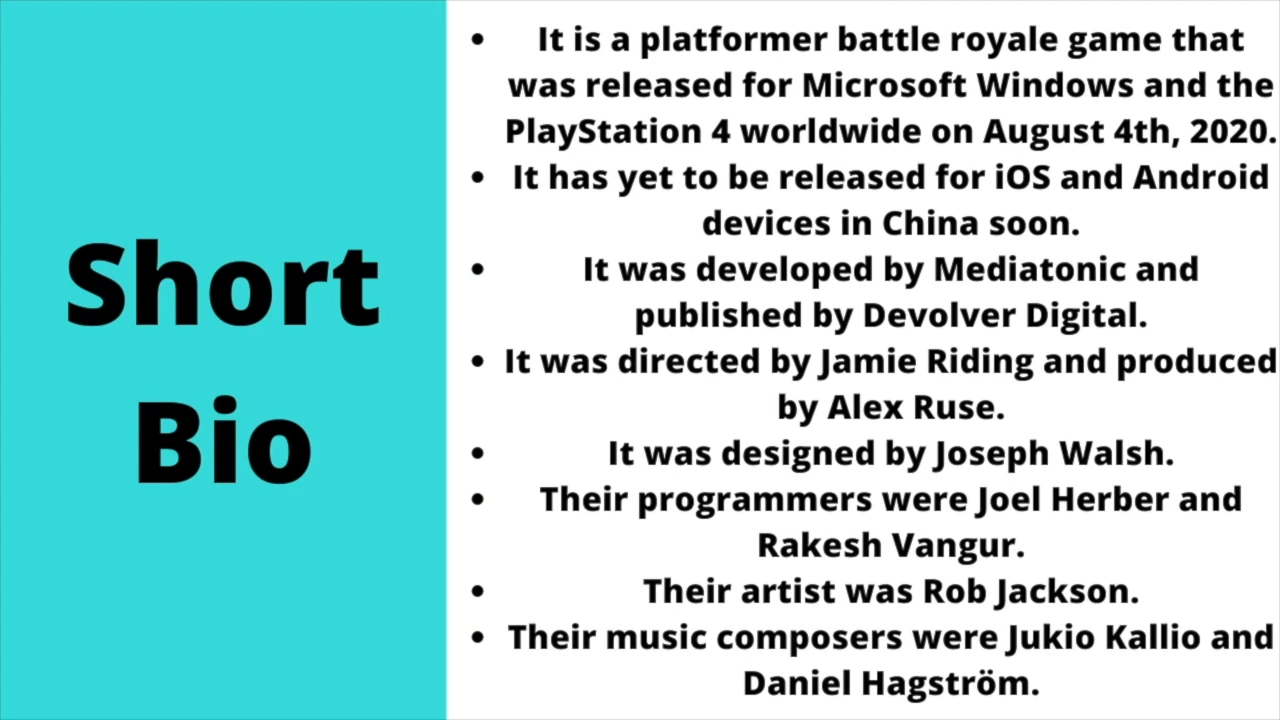 Short
Bio
• It is a platformer battle royale game that
was released for Microsoft Windows and the
PlayStation 4 worldwide on August 4th, 2020.
• It has yet to be released for iOS and Android
devices in China soon.
• It was developed by Mediatonic and
published by Devolver Digital.
• It was directed by Jamie Riding and produced
by Alex Ruse.
• It was designed by Joseph Walsh.
• Their programmers were Joel Herber and
Rakesh Vangur.
• Their artist was Rob Jackson.
• Their music composers were Jukio Kallio and
Daniel Hagström.